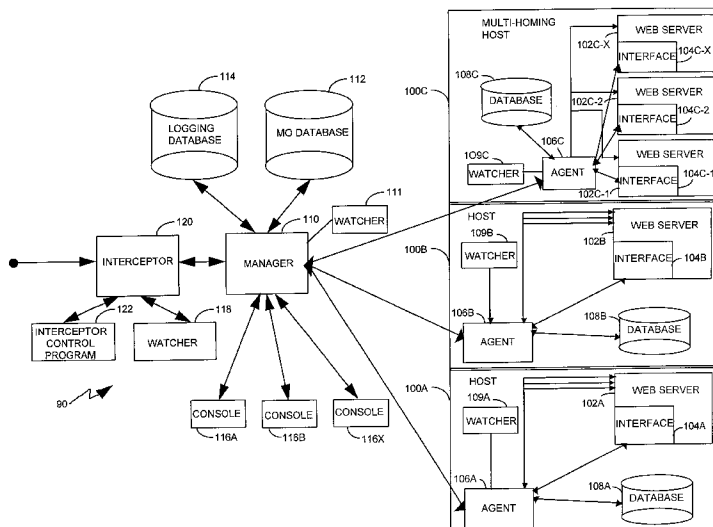 114
112
LOGGING
DATABASE
MO DATABASE
110
111
WATCHER
120
INTERCEPTOR
MANAGER
122
118
INTERCEPTOR
CONTROL
PROGRAM
WATCHER
90
CONSOLE
CONSOLE
CONSOLE
116A
116B
116X
MULTI-HOMING
HOST
100C
108C
DATABASE
106C
109C
WATCHER
AGENT
102C-X
WEB SERVER
INTERFACE
104C-X
102C-2
WEB SERVER
INTERFACE
104C-2
WEB SERVER
INTERFACE
104C-1
102C-1
HOST
100B
109B
WATCHER
WEB SERVER
102B
INTERFACE
104B
106B
AGENT
108B
DATABASE
HOST
100A
109A
WATCHER
WEB SERVER
102A
INTERFACE
104A
106A
AGENT
108A
DATABASE